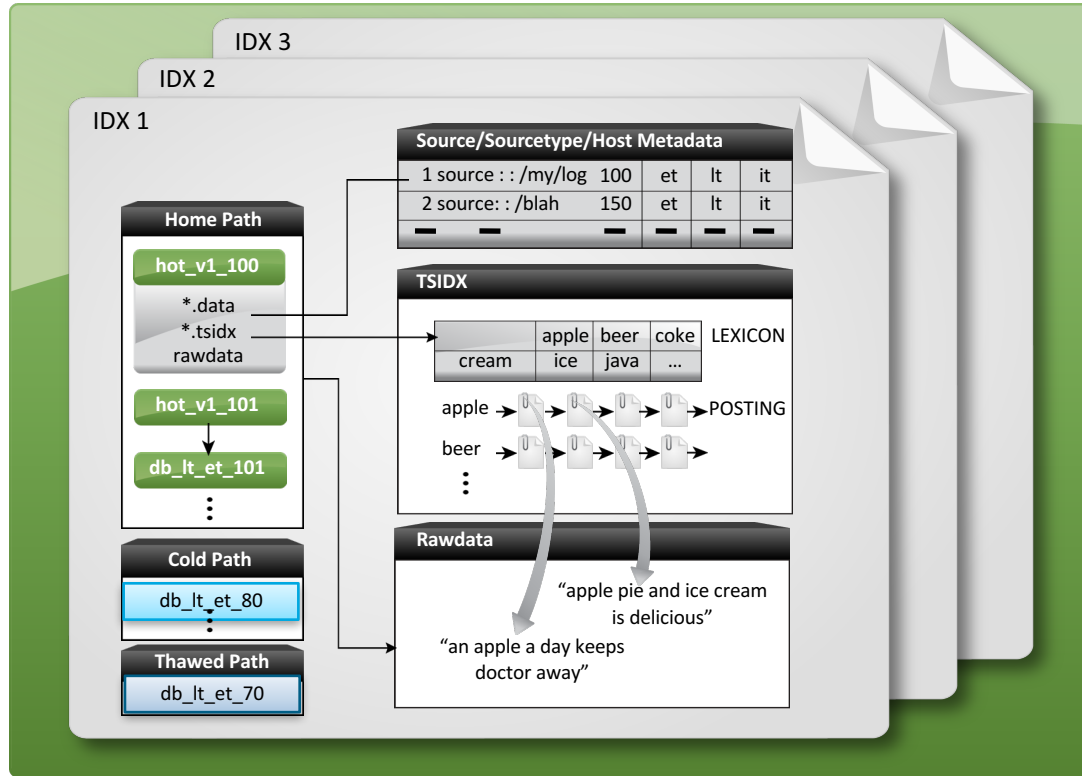 IDX 3
IDX 2
IDX 1
Home Path
hot_v1_100
*.data
*.tsidx
rawdata
hot_v1_101
db_lt_et_101
Cold Path
db_lt_et_80
Thawed Path
db_lt_et_70
Source/Sourcetype/Host Metadata
1 source : : /my/log 100 et lt it
2 source: : /blah 150 et lt it
TSIDX
apple beer coke LEXICON
cream ice java ...
apple POSTING
beer
Rawdata
“apple pie and ice cream
is delicious”
“an apple a day keeps
doctor away”